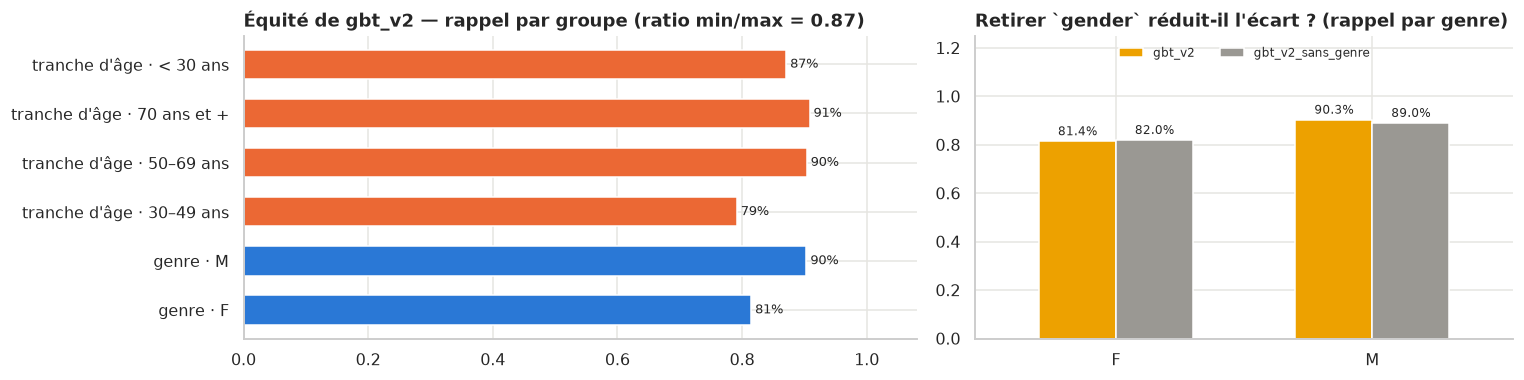 Équité de gbt_v2 — rappel par groupe (ratio min/max = 0.87)
tranche d'âge · < 30 ans
87%
tranche d'âge · 70 ans et +
91%
tranche d'âge · 50–69 ans
90%
tranche d'âge · 30–49 ans
79%
genre · M
90%
genre · F
81%
0.0 0.2 0.4 0.6 0.8 1.0
Retirer `gender` réduit-il l'écart ? (rappel par genre)
gbt_v2
gbt_v2_sans_genre
1.2
1.0
0.8
0.6
0.4
0.2
0.0
81.4%
82.0%
90.3%
89.0%
F
M